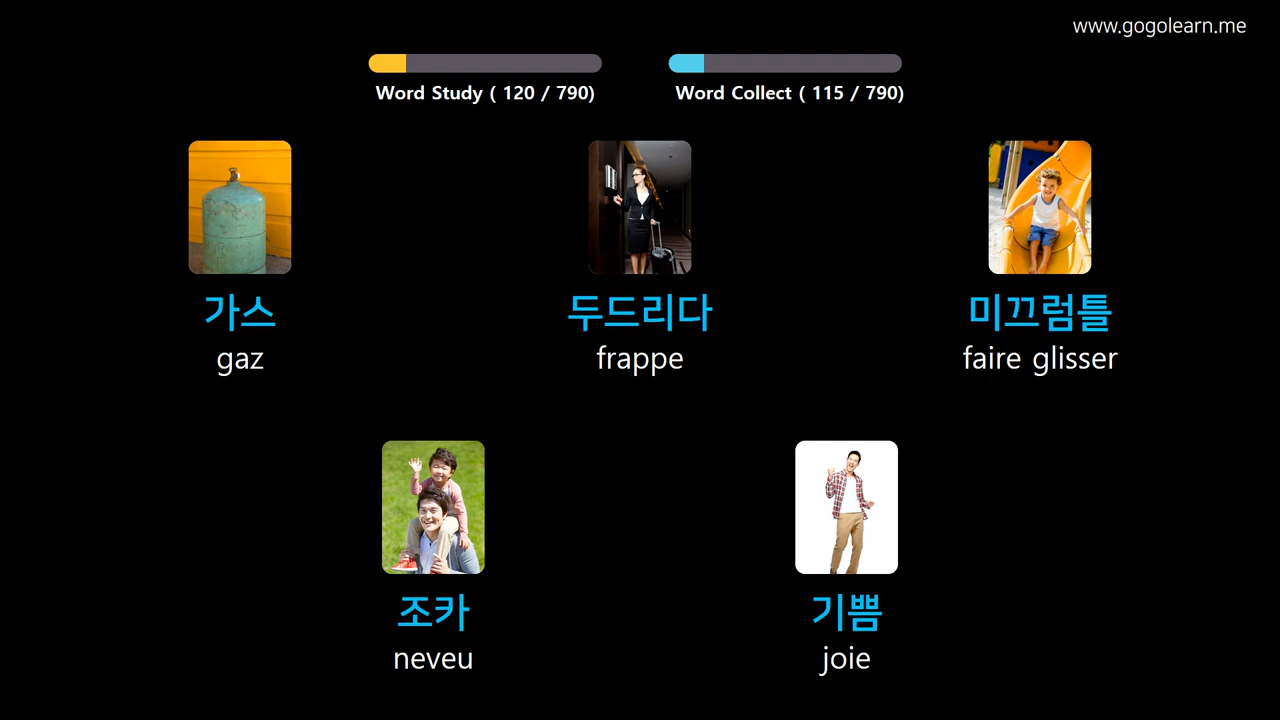 www.gogolearn.me
Word Study ( 120 / 790)
Word Collect ( 115 / 790)
가스
gaz
두드리다
frappe
미끄럼틀
faire glisser
조카
neveu
기쁨
joie